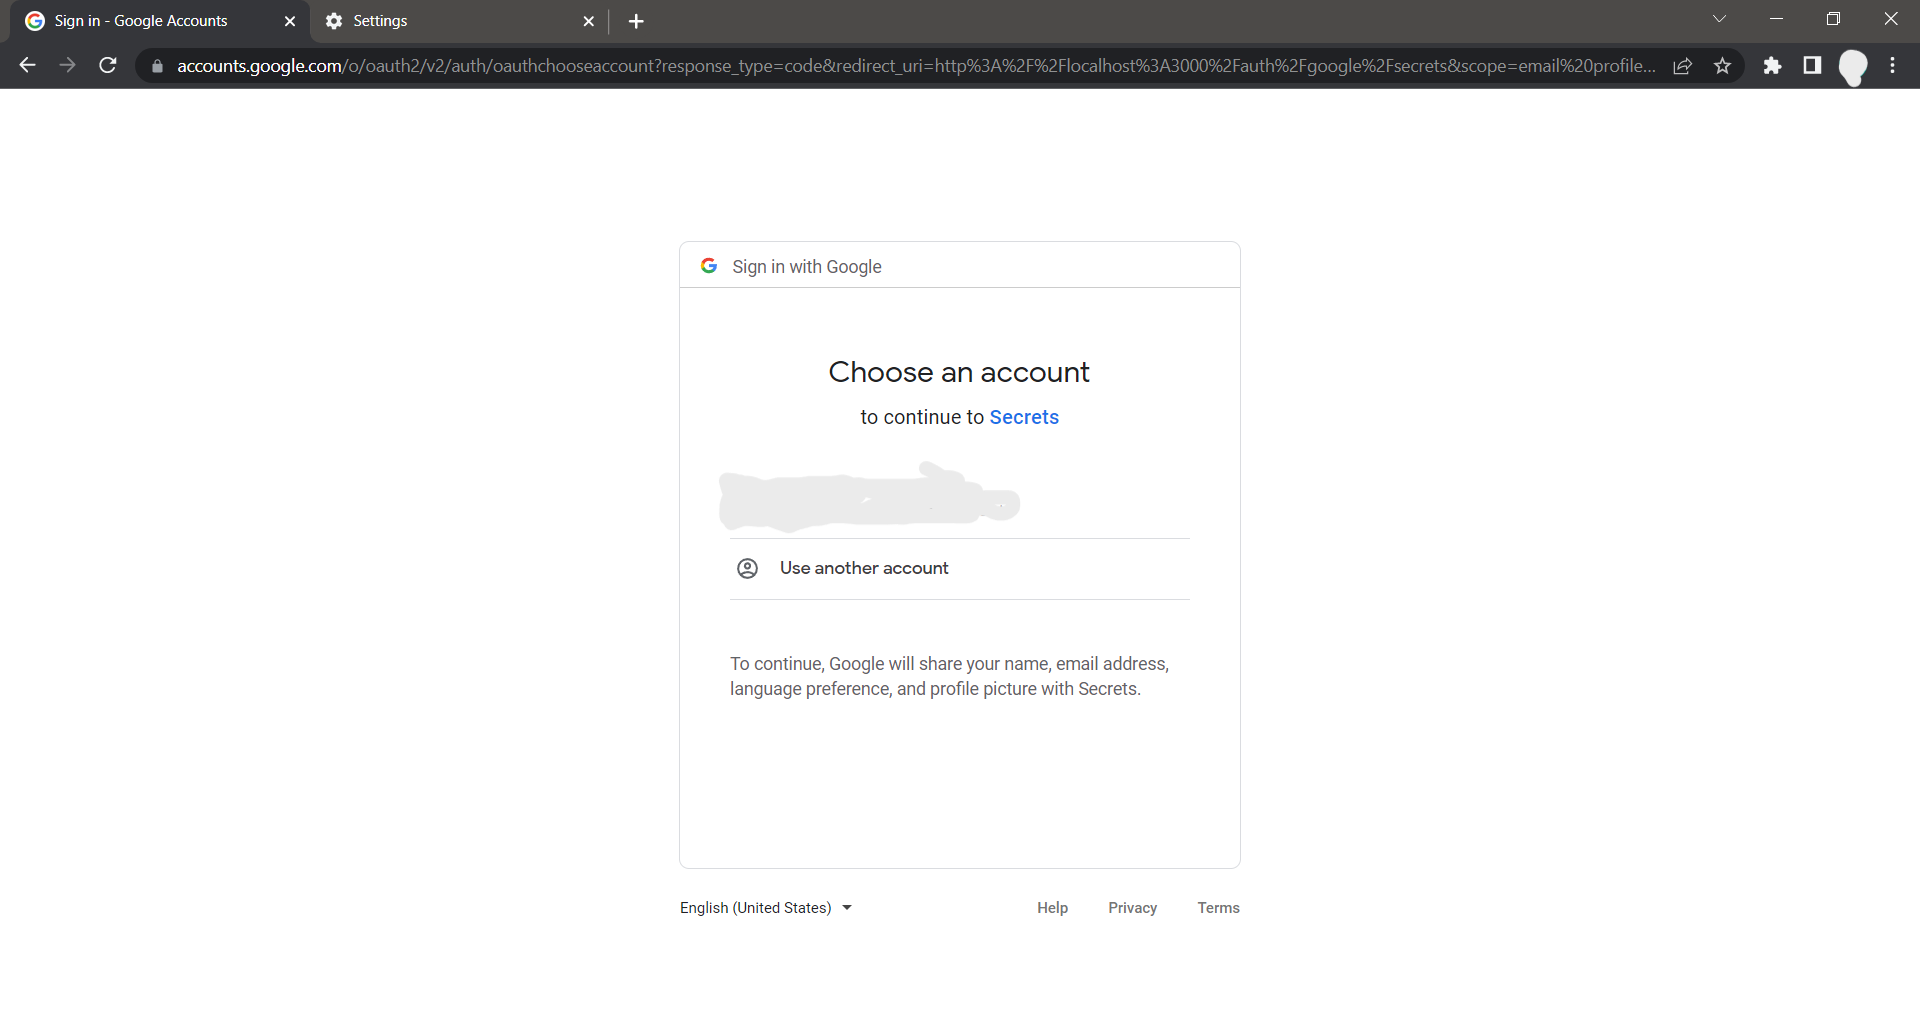 Sign in - Google Accounts
Settings
accounts.google.com/o/oauth2/v2/auth/oauthchooseaccount?response_type=code&redirect_uri=http%3A%2F%2Flocalhost%3A3000%2Fauth%2Fgoogle%2Fsecrets&scope=email%20profile...
Sign in with Google
Choose an account
to continue to Secrets
Use another account
To continue, Google will share your name, email address,
language preference, and profile picture with Secrets.
English (United States)
Help
Privacy
Terms